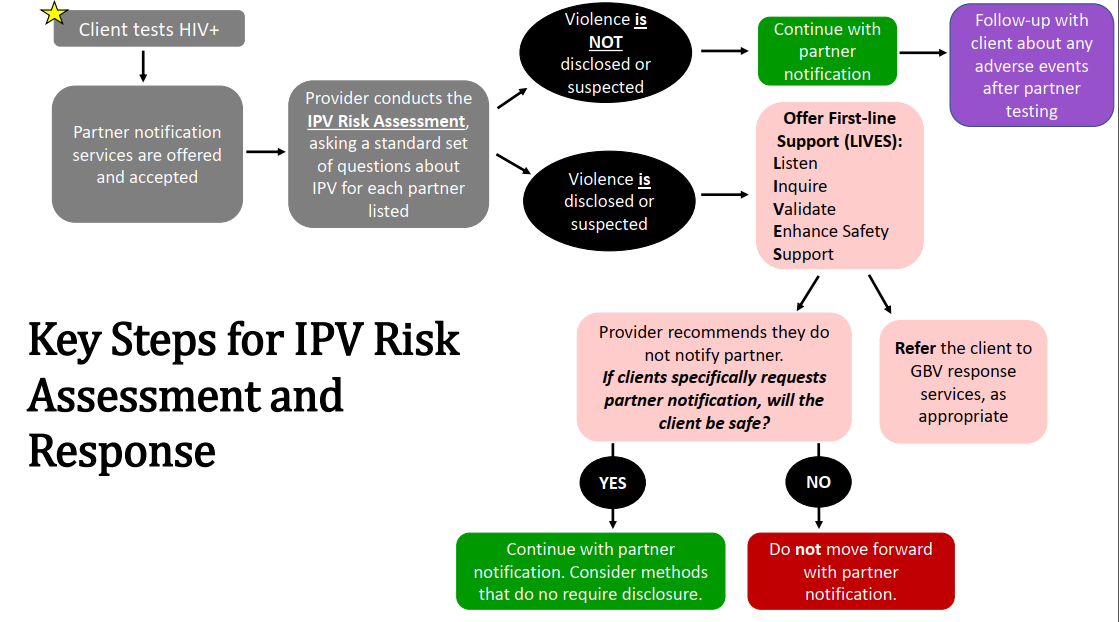 Client tests HIV+
Partner notification
services are offered
and accepted
Provider conducts the
IPV Risk Assessment,
asking a standard set
of questions about
IPV for each partner
listed
Violence is
NOT
disclosed or
suspected
Continue with
partner
notification
Follow-up with
client about any
adverse events
after partner
testing
Violence is
disclosed or
suspected
Offer First-line
Support (LIVES):
Listen
Inquire
Validate
Enhance Safety
Support
Key Steps for IPV Risk
Assessment and
Response
Provider recommends they do
not notify partner.
If clients specifically requests
partner notification, will the
client be safe?
Refer the client to
GBV response
services, as
appropriate
YES
NO
Continue with partner
notification. Consider methods
that do no require disclosure.
Do not move forward
with partner
notification.